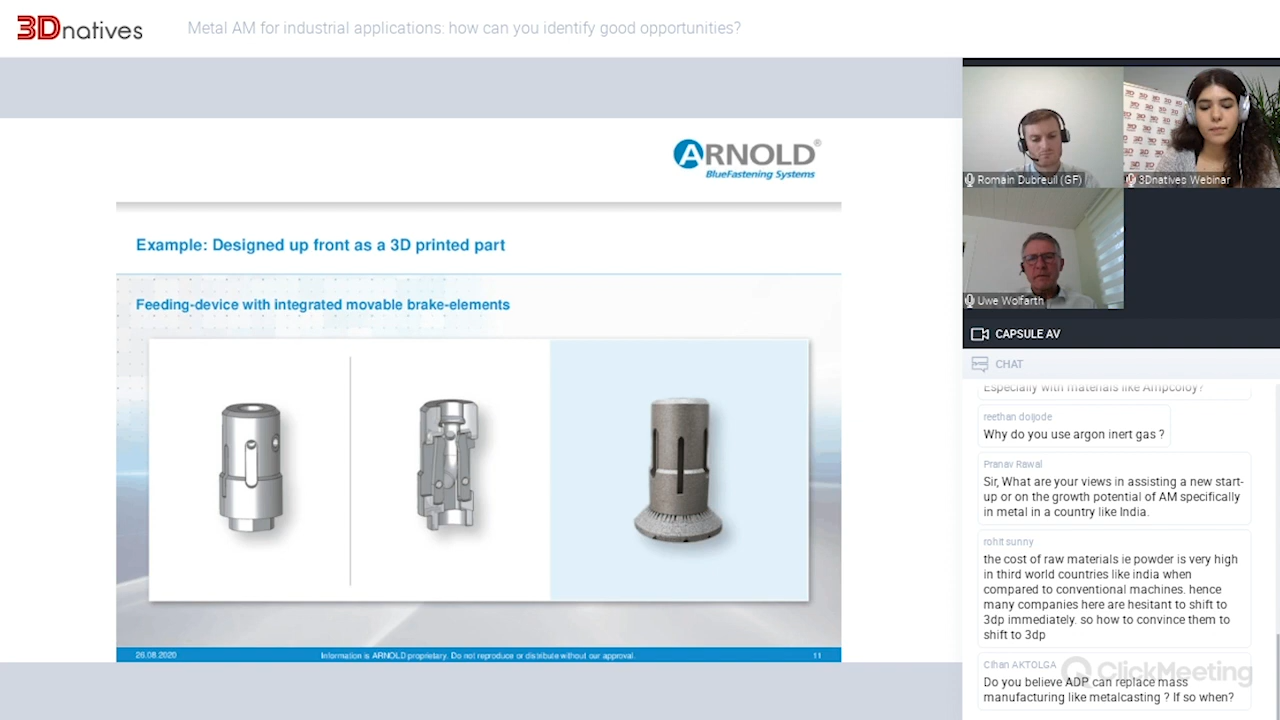 3Dnatives
Metal AM for industrial applications: how can you identify good opportunities?
ARNOLD®
BlueFastening Systems
Example: Designed up front as a 3D printed part
Feeding-device with integrated movable brake-elements
26.08.2020
Information is ARNOLD proprietary. Do not reproduce or distribute without our approval.
11
Romain Dubreuil (GF)
3Dnatives Webinar
Uwe Wolfarth
CAPSULE AV
CHAT
Especially with materials like Ampcoloy?
reethan doijode
Why do you use argon inert gas ?
Pranav Rawal
Sir, What are your views in assisting a new start-
up or on the growth potential of AM specifically
in metal in a country like India.
rohit sunny
the cost of raw materials ie powder is very high
in third world countries like india when
compared to conventional machines. hence
many companies here are hesitant to shift to
3dp immediately. so how to convince them to
shift to 3dp
Cihan AKTOLGA
ClickMeeting
Do you believe ADP can replace mass
manufacturing like metalcasting ? If so when?